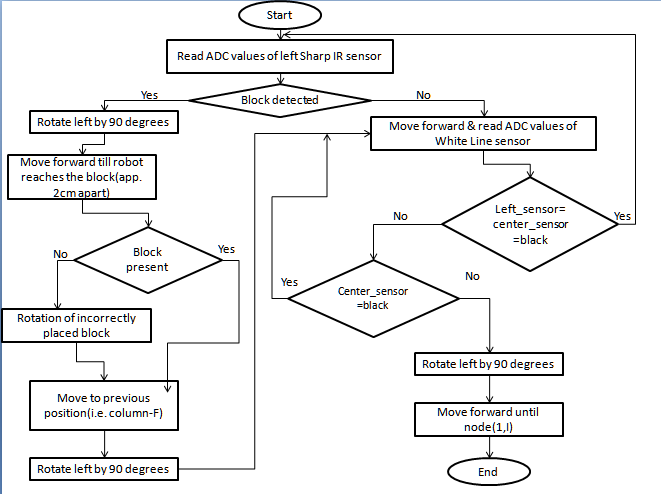 Start
Read ADC values of left Sharp IR sensor
Block detected
Yes
No
Rotate left by 90 degrees
Move forward till robot
reaches the block(app.
2cm apart)
Block
present
No
Yes
Rotation of incorrectly
placed block
Move to previous
position(i.e. column-F)
Rotate left by 90 degrees
Move forward & read ADC values of
White Line sensor
Left_sensor=
center_sensor
=black
No
Yes
Center_sensor
=black
Yes
No
Rotate left by 90 degrees
Move forward until
node(1,I)
End